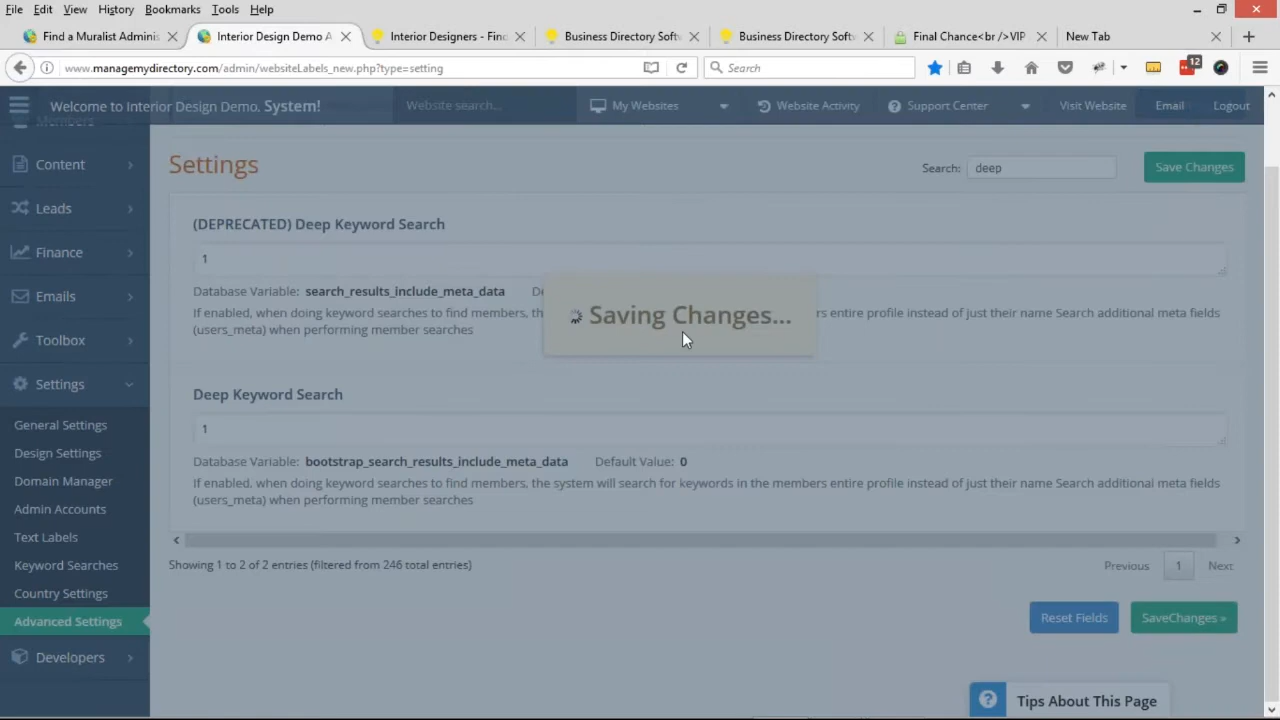 File Edit View History Bookmarks Tools Help
Find a Muralist Adminis
Interior Design Demo A
Interior Designers - Fin
Business Directory Soft
Business Directory Soft
Final Chance<br />VIP
New Tab
www.managemydirectory.com/admin/websiteLabels_new.php?type=setting
Search
12
Welcome to Interior Design Demo. System!
Website search...
My Websites
Website Activity
Support Center
Visit Website
Email
Logout
Members
Content
Leads
Finance
Emails
Toolbox
Settings
General Settings
Design Settings
Domain Manager
Admin Accounts
Text Labels
Keyword Searches
Country Settings
Advanced Settings
Developers
Settings
Search: deep
Save Changes
(DEPRECATED) Deep Keyword Search
1
Database Variable: search_results_include_meta_data
If enabled, when doing keyword searches to find members, th
ers entire profile instead of just their name Search additional meta fields
(users_meta) when performing member searches
Saving Changes...
Deep Keyword Search
1
Database Variable: bootstrap_search_results_include_meta_data Default Value: 0
If enabled, when doing keyword searches to find members, the system will search for keywords in the members entire profile instead of just their name Search additional meta fields
(users_meta) when performing member searches
Showing 1 to 2 of 2 entries (filtered from 246 total entries)
Previous 1 Next
Reset Fields
SaveChanges »
Tips About This Page